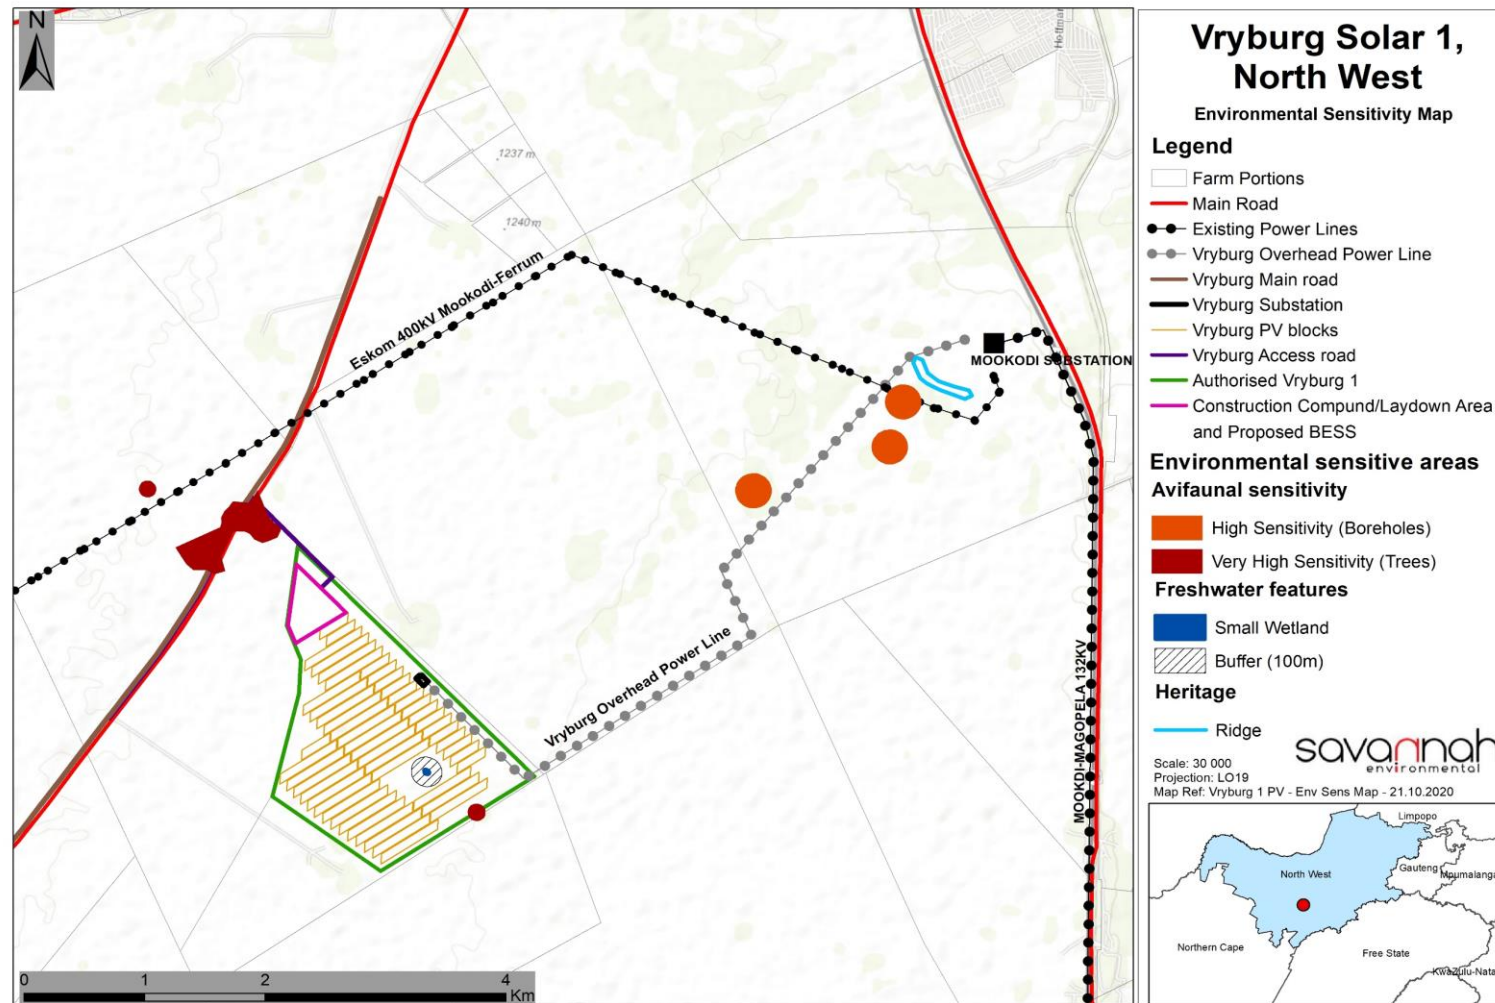 N
Hoffman
1237 m
1240 m
Eskom 400kV Mookodi-Ferrum
MOOKODI SUBSTATION
Vryburg Overhead Power Line
MOOKDI-MAGOPELA 132KV
0 1 2 4
Km
Vryburg Solar 1,
North West
Environmental Sensitivity Map
Legend
Farm Portions
Main Road
Existing Power Lines
Vryburg Overhead Power Line
Vryburg Main road
Vryburg Substation
Vryburg PV blocks
Vryburg Access road
Authorised Vryburg 1
Construction Compund/Laydown Area
and Proposed BESS
Environmental sensitive areas
Avifaunal sensitivity
High Sensitivity (Boreholes)
Very High Sensitivity (Trees)
Freshwater features
Small Wetland
Buffer (100m)
Heritage
Ridge
savannah
environmental
Scale: 30 000
Projection: LO19
Map Ref: Vryburg 1 PV - Env Sens Map - 21.10.2020
Limpopo
North West
Gauteng
Mpumalanga
Northern Cape
Free State
KwaZulu-Natal